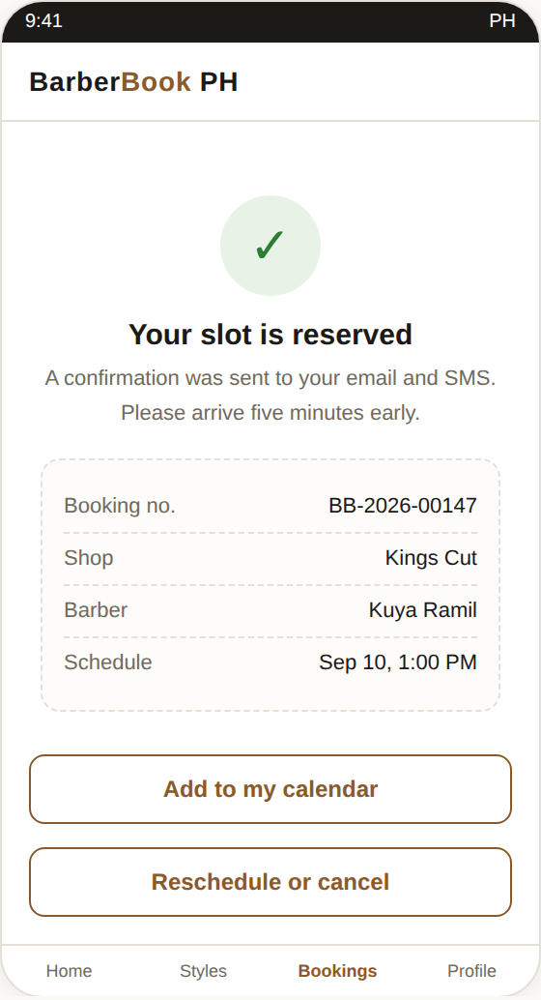 9:41 PH
BarberBook PH
✓
Your slot is reserved
A confirmation was sent to your email and SMS.
Please arrive five minutes early.
Booking no. BB-2026-00147
Shop Kings Cut
Barber Kuya Ramil
Schedule Sep 10, 1:00 PM
Add to my calendar
Reschedule or cancel
Home Styles Bookings Profile